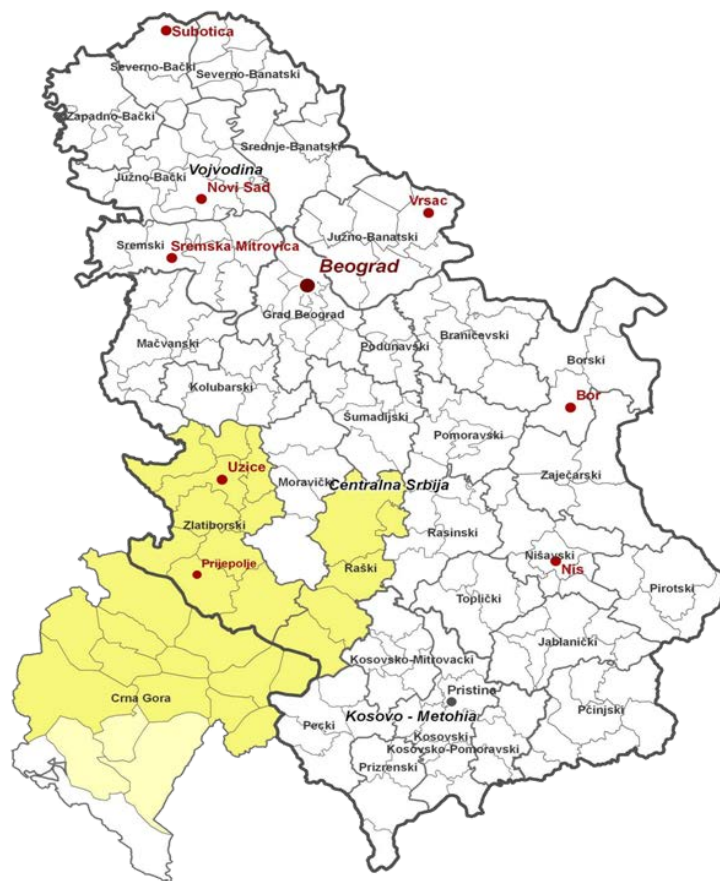 Subotica
Severno-Bački
Severno-Banatski
Zapadno-Bački
Srednje-Banatski
Vojvodina
Južno-Bački
Novi Sad
Vrsac
Južno-Banatski
Sremski
Sremska Mitrovica
Beograd
Grad Beograd
Mačvanski
Podunavski
Braničevski
Borski
Kolubarski
Bor
Šumadijski
Pomoravski
Uzice
Moravički
Centralna Srbija
Zaječarski
Zlatiborski
Rasinski
Prijepolje
Raški
Nišavski
Nis
Pirotski
Toplički
Jablanički
Kosovsko-Mitrovacki
Crna Gora
Pristina
Pečki
Kosovo - Metohia
Pčinjski
Kosovski
Kosovsko-Pomoravski
Prizrenski